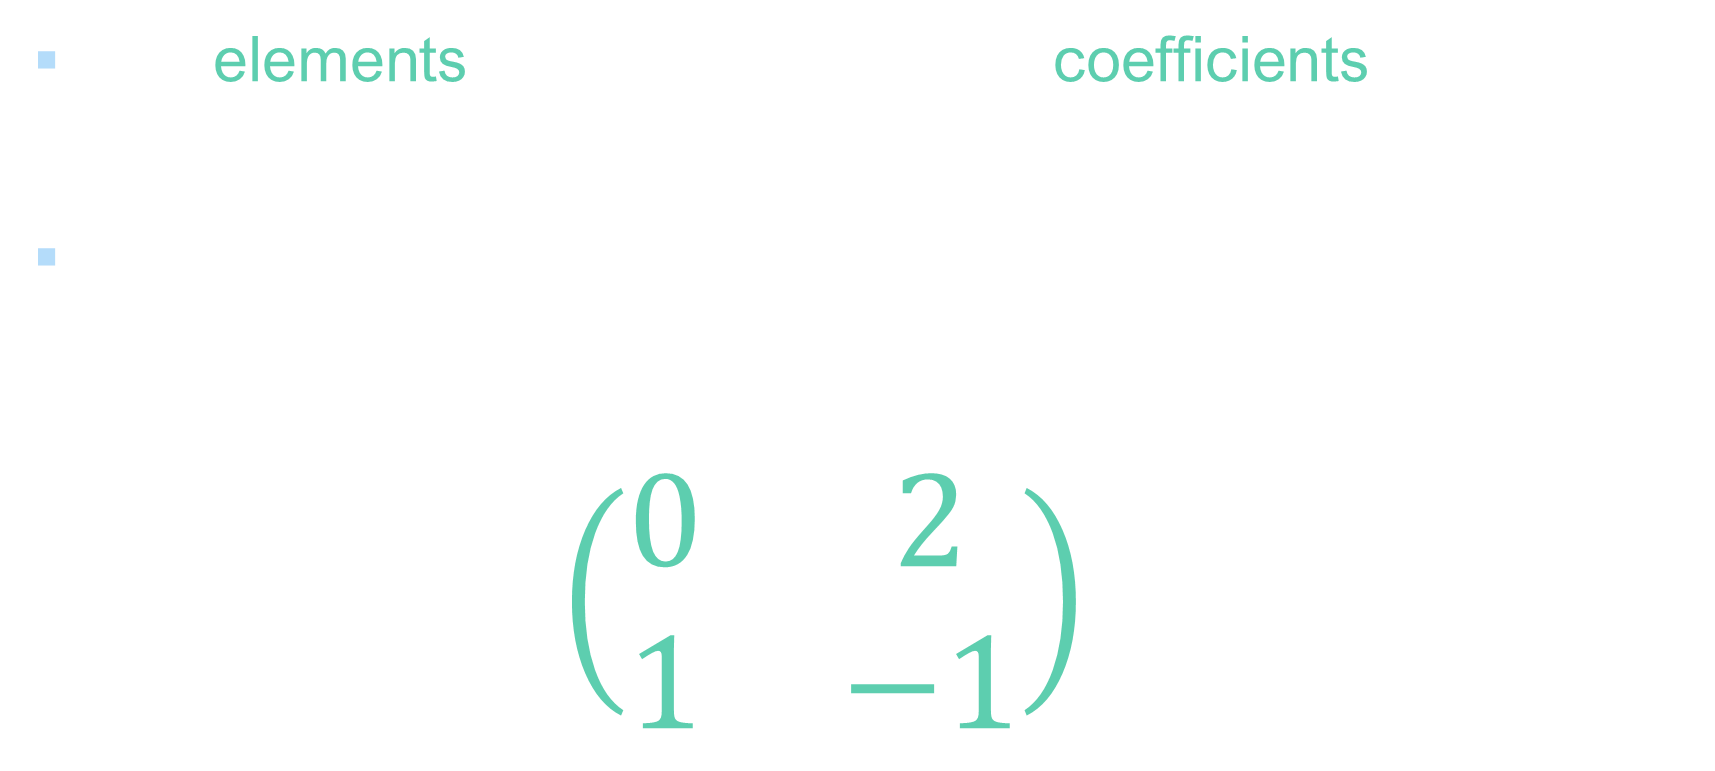 ▪ elements coefficients
▪
0 2
1 −1